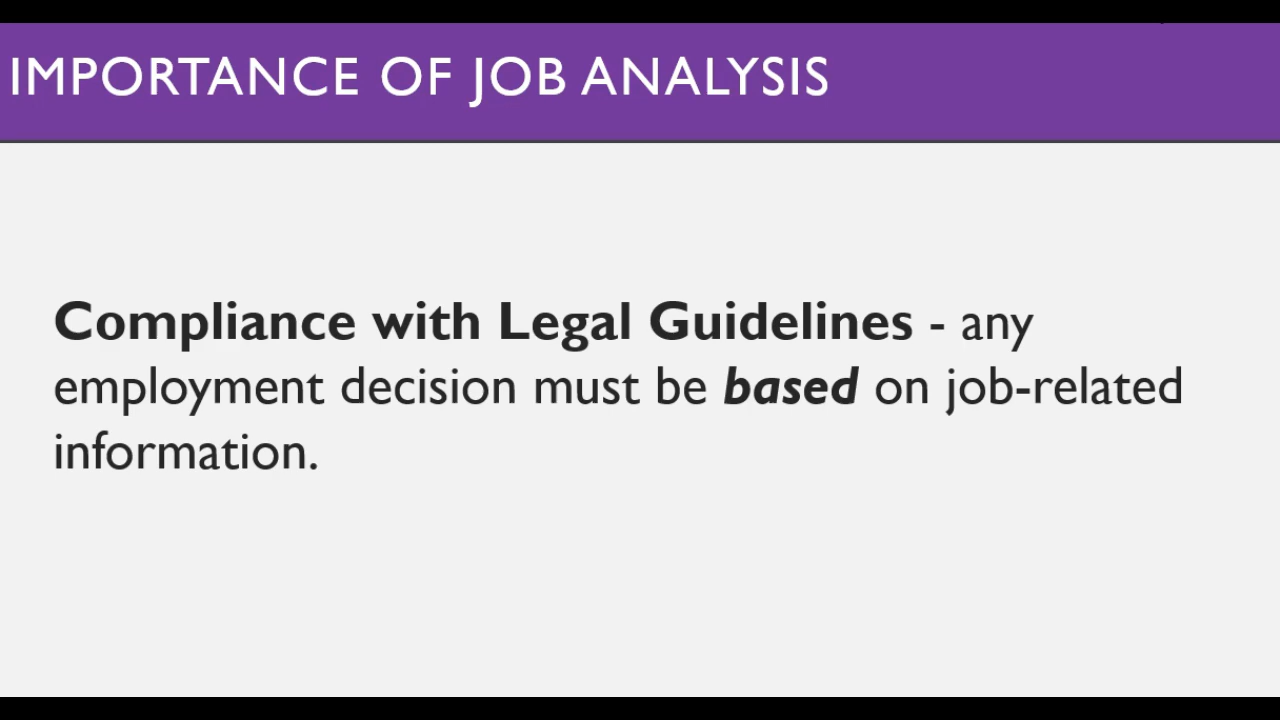 IMPORTANCE OF JOB ANALYSIS
Compliance with Legal Guidelines - any
employment decision must be based on job-related
information.